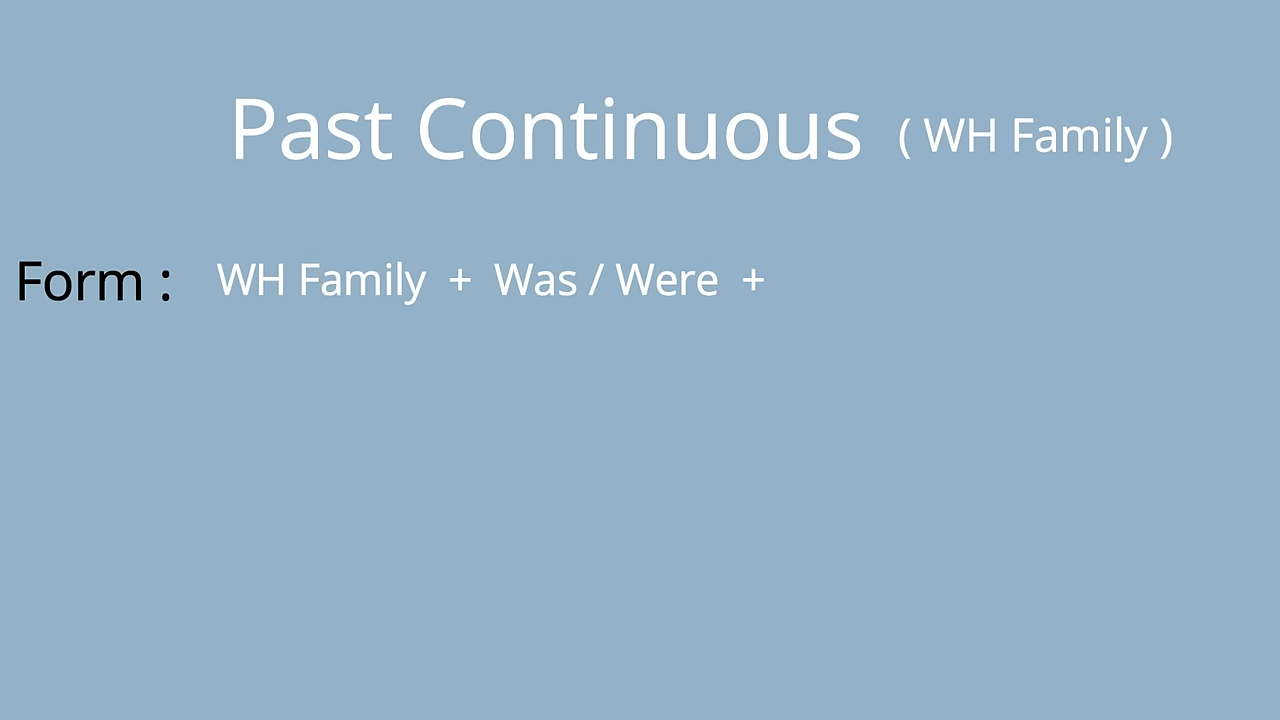 Past Continuous ( WH Family )
Form : WH Family + Was / Were +